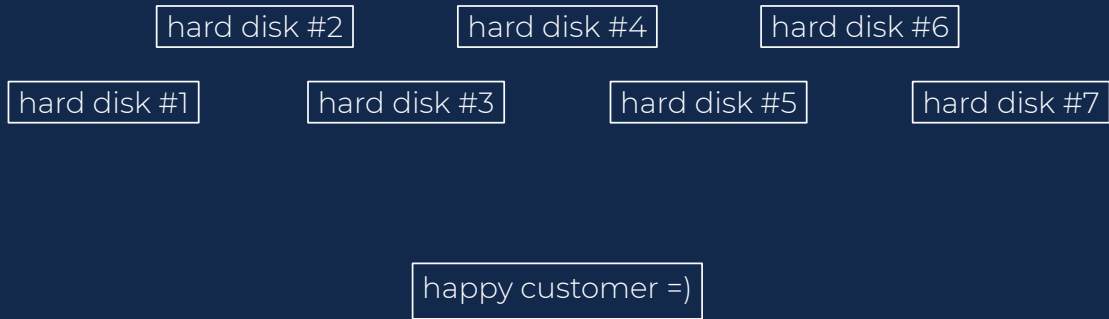 hard disk #2
hard disk #4
hard disk #6
hard disk #1
hard disk #3
hard disk #5
hard disk #7
happy customer =)